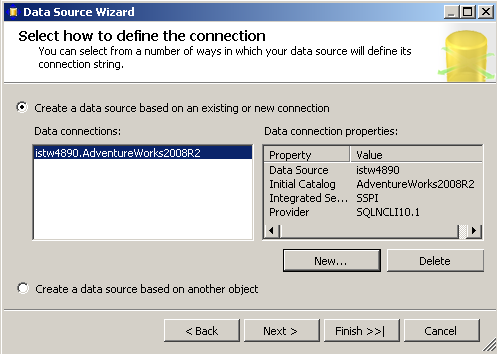 Data Source Wizard
Select how to define the connection
You can select from a number of ways in which your data source will define its
connection string.
Create a data source based on an existing or new connection
Data connections:
istw4890.AdventureWorks2008R2
Data connection properties:
Property Value
Data Source istw4890
Initial Catalog AdventureWorks2008R2
Integrated Se... SSPI
Provider SQLNCLI10.1
New... Delete
Create a data source based on another object
< Back Next > Finish >>| Cancel